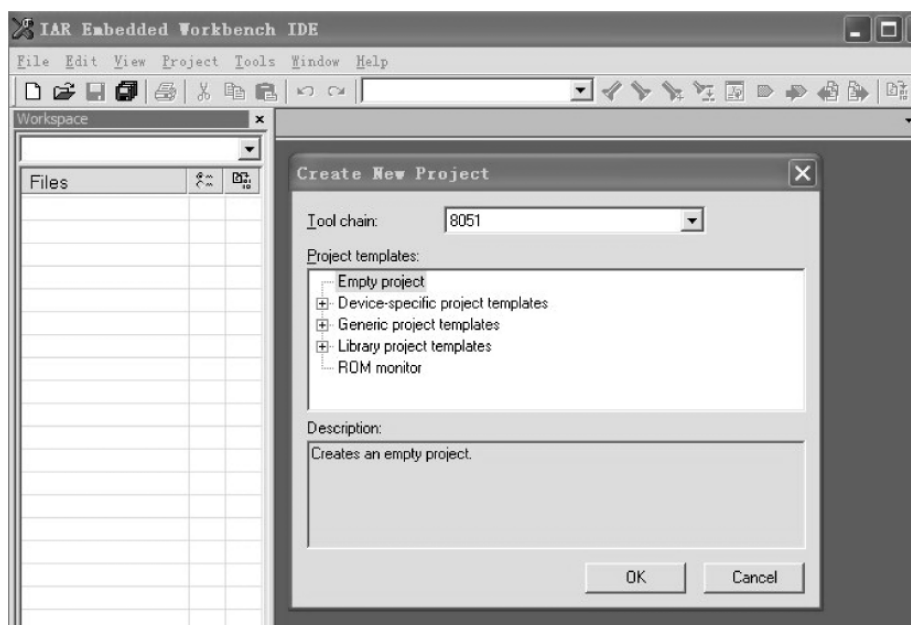 IAR Embedded Workbench IDE
File Edit View Project Tools Window Help
Workspace
Files
Create New Project
Tool chain:
8051
Project templates:
Empty project
Device-specific project templates
Generic project templates
Library project templates
ROM monitor
Description:
Creates an empty project.
OK
Cancel